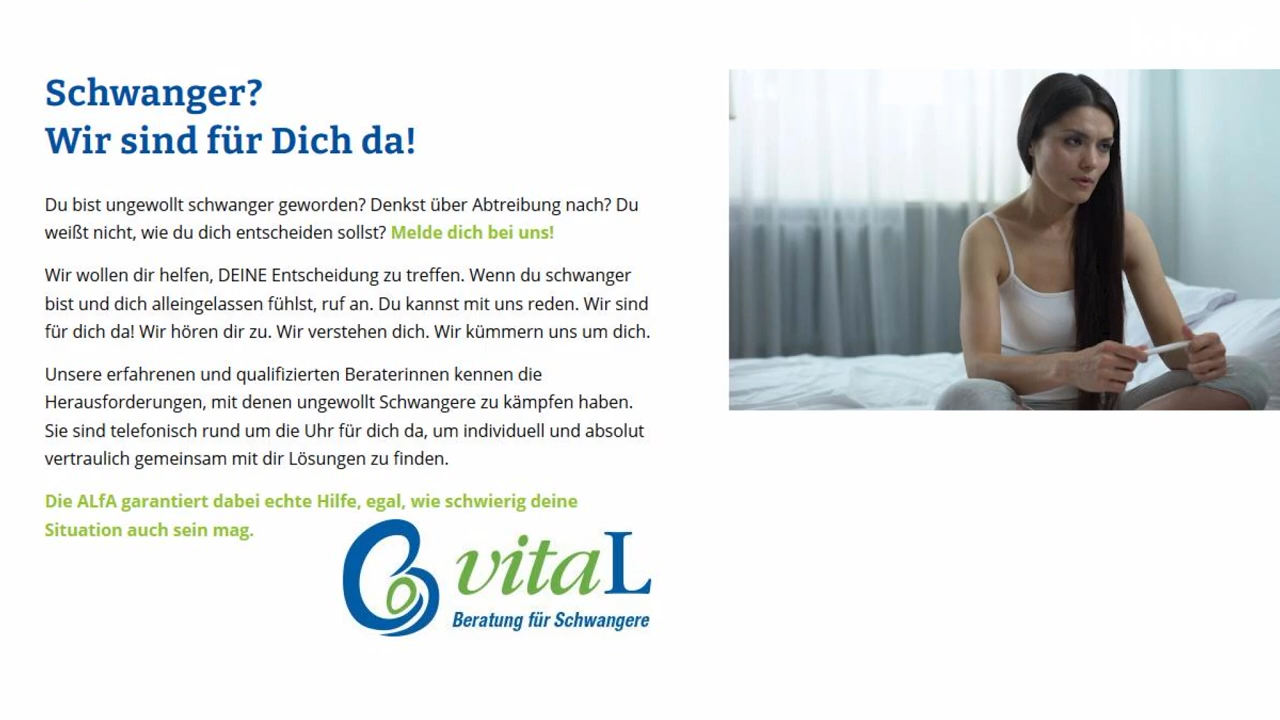 Schwanger?
Wir sind für Dich da!
Du bist ungewollt schwanger geworden? Denkst über Abtreibung nach? Du
weißt nicht, wie du dich entscheiden sollst? Melde dich bei uns!
Wir wollen dir helfen, DEINE Entscheidung zu treffen. Wenn du schwanger
bist und dich alleingelassen fühlst, ruf an. Du kannst mit uns reden. Wir sind
für dich da! Wir hören dir zu. Wir verstehen dich. Wir kümmern uns um dich.
Unsere erfahrenen und qualifizierten Beraterinnen kennen die
Herausforderungen, mit denen ungewollt Schwangere zu kämpfen haben.
Sie sind telefonisch rund um die Uhr für dich da, um individuell und absolut
vertraulich gemeinsam mit dir Lösungen zu finden.
Die ALfA garantiert dabei echte Hilfe, egal, wie schwierig deine
Situation auch sein mag.
vitaL
Beratung für Schwangere